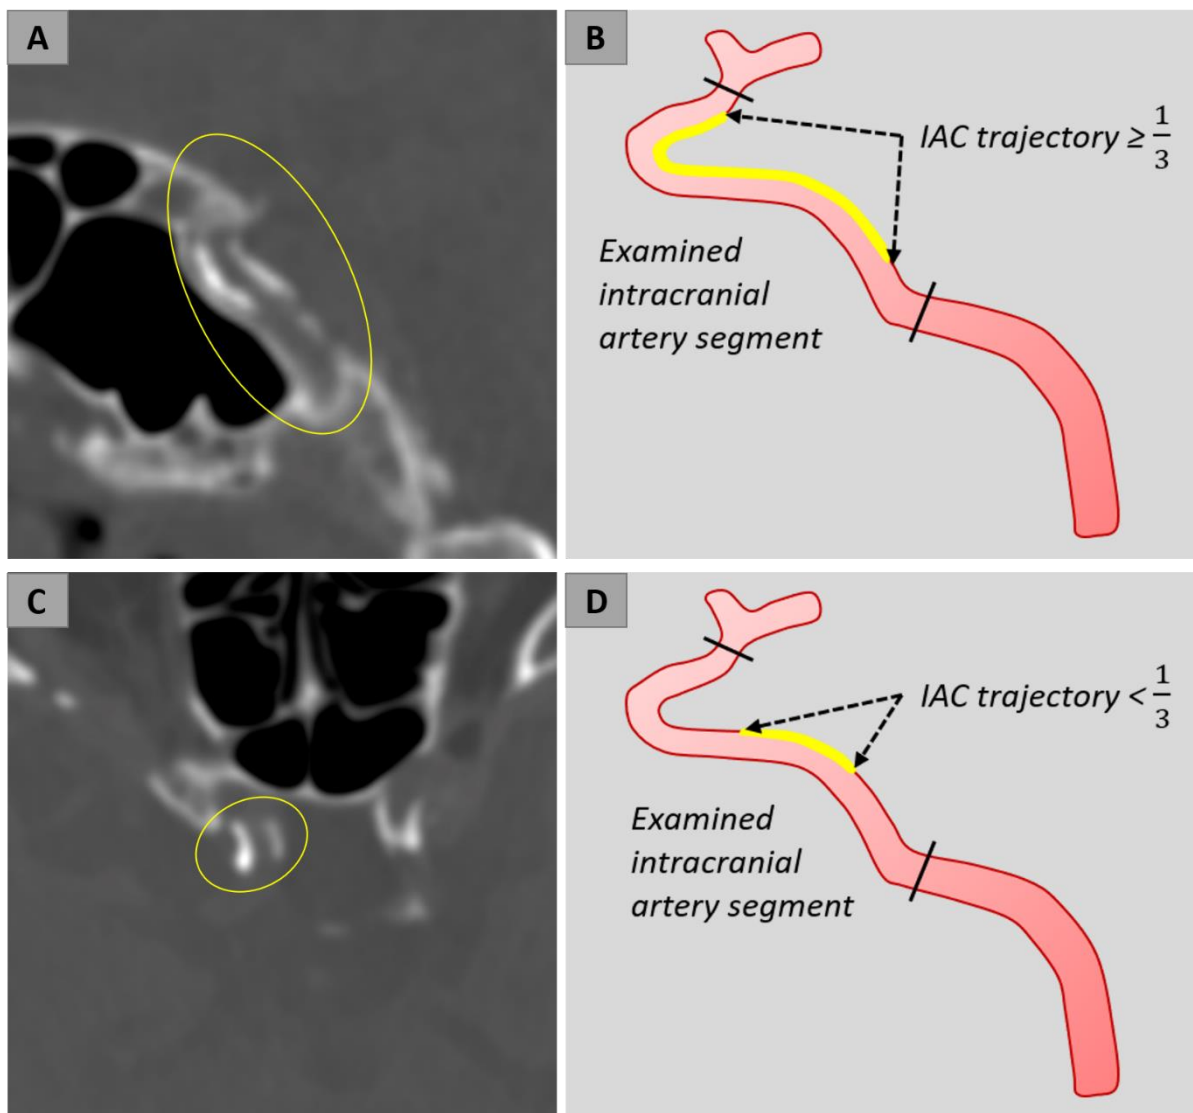 A
B
IAC trajectory ≥ 1/3
Examined
intracranial
artery segment
C
D
IAC trajectory < 1/3
Examined
intracranial
artery segment